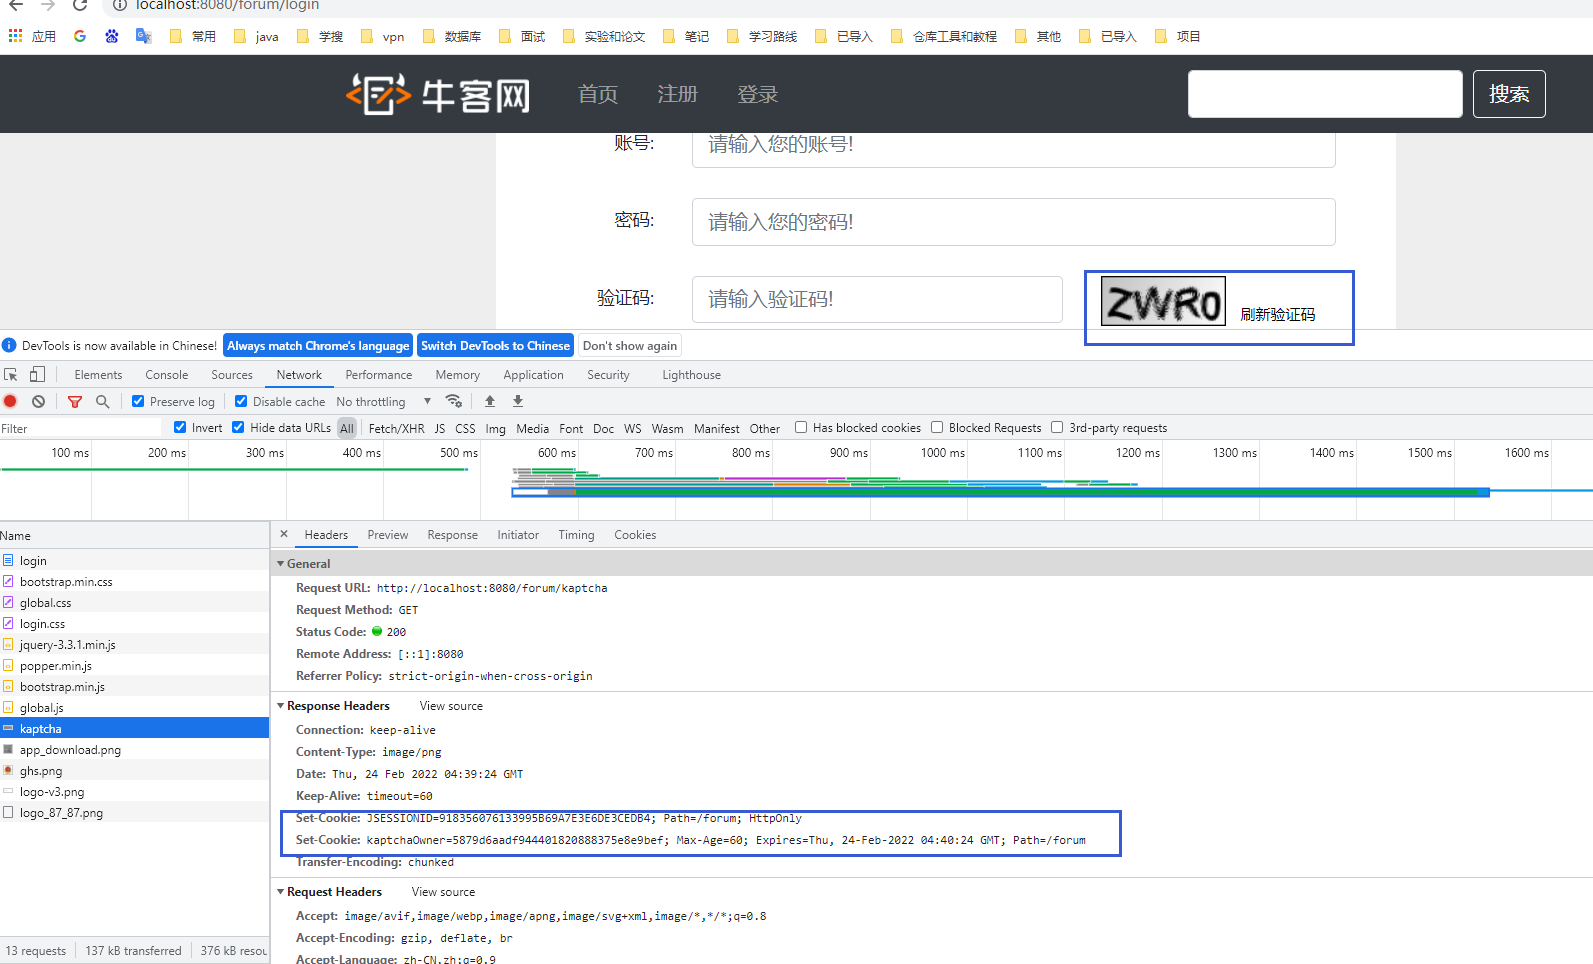 localhost:8080/forum/login
应用 常用 java 学搜 vpn 数据库 面试 实验和论文 笔记 学习路线 已导入 仓库工具和教程 其他 已导入 项目
牛客网 首页 注册 登录 搜索
账号: 请输入您的账号!
密码: 请输入您的密码!
验证码: 请输入验证码! ZWR0 刷新验证码
DevTools is now available in Chinese! Always match Chrome's language Switch DevTools to Chinese Don't show again
Elements Console Sources Network Performance Memory Application Security Lighthouse
Preserve log Disable cache No throttling
Filter Invert Hide data URLs All Fetch/XHR JS CSS Img Media Font Doc WS Wasm Manifest Other Has blocked cookies Blocked Requests 3rd-party requests
100 ms 200 ms 300 ms 400 ms 500 ms 600 ms 700 ms 800 ms 900 ms 1000 ms 1100 ms 1200 ms 1300 ms 1400 ms 1500 ms 1600 ms
Name
login
bootstrap.min.css
global.css
login.css
jquery-3.3.1.min.js
popper.min.js
bootstrap.min.js
global.js
kaptcha
app_download.png
ghs.png
logo-v3.png
logo_87_87.png
13 requests 137 kB transferred 376 kB resou
Headers Preview Response Initiator Timing Cookies
General
Request URL: http://localhost:8080/forum/kaptcha
Request Method: GET
Status Code: 200
Remote Address: [::1]:8080
Referrer Policy: strict-origin-when-cross-origin
Response Headers View source
Connection: keep-alive
Content-Type: image/png
Date: Thu, 24 Feb 2022 04:39:24 GMT
Keep-Alive: timeout=60
Set-Cookie: JSESSIONID=918356076133995B69A7E3E6DE3CEDB4; Path=/forum; HttpOnly
Set-Cookie: kaptchaOwner=5879d6aadf944401820888375e8e9bef; Max-Age=60; Expires=Thu, 24-Feb-2022 04:40:24 GMT; Path=/forum
Transfer-Encoding: chunked
Request Headers View source
Accept: image/avif,image/webp,image/apng,image/svg+xml,image/*,*/*;q=0.8
Accept-Encoding: gzip, deflate, br
Accept-Language: zh-CN,zh;q=0.9